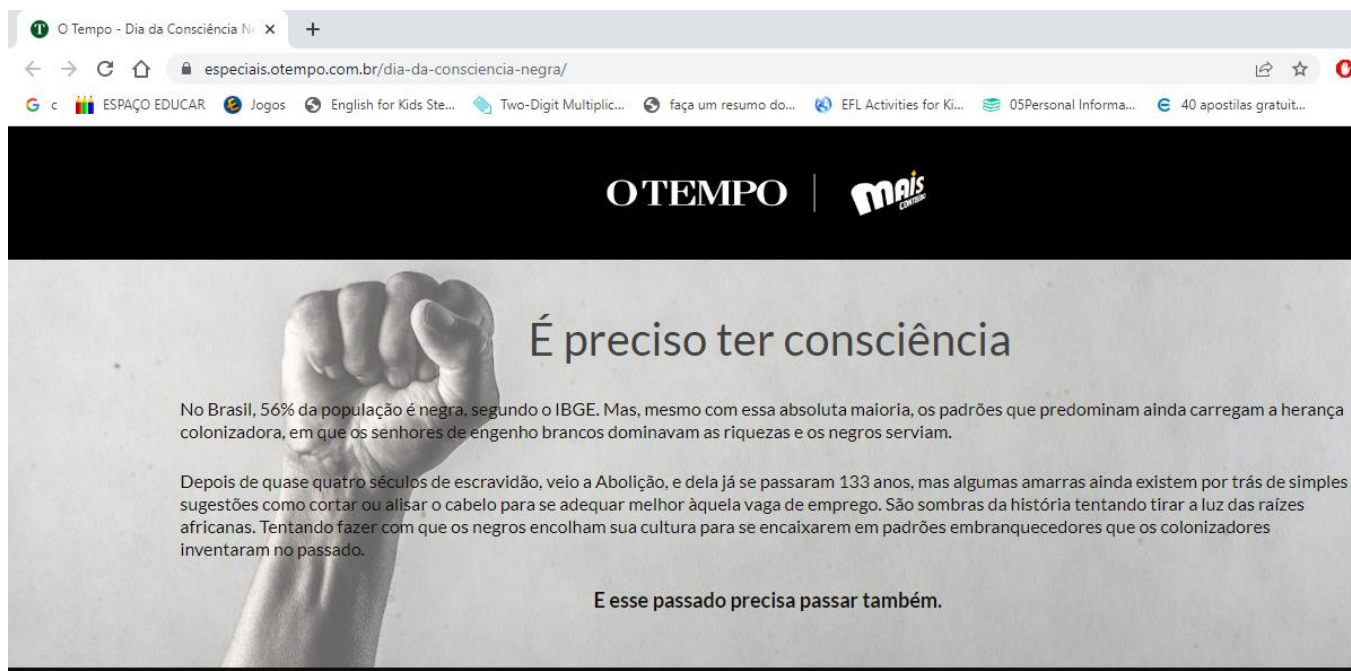 O Tempo - Dia da Consciência N
especiais.otempo.com.br/dia-da-consciencia-negra/
c ESPAÇO EDUCAR Jogos English for Kids Ste... Two-Digit Multiplic... faça um resumo do... EFL Activities for Ki... 05Personal Informa... 40 apostilas gratuit...
O TEMPO mais
CONTEÚDO
É preciso ter consciência
No Brasil, 56% da população é negra, segundo o IBGE. Mas, mesmo com essa absoluta maioria, os padrões que predominam ainda carregam a herança
colonizadora, em que os senhores de engenho brancos dominavam as riquezas e os negros serviam.
Depois de quase quatro séculos de escravidão, veio a Abolição, e dela já se passaram 133 anos, mas algumas amarras ainda existem por trás de simples
sugestões como cortar ou alisar o cabelo para se adequar melhor àquela vaga de emprego. São sombras da história tentando tirar a luz das raízes
africanas. Tentando fazer com que os negros encolham sua cultura para se encaixarem em padrões embranquecedores que os colonizadores
inventaram no passado.
E esse passado precisa passar também.